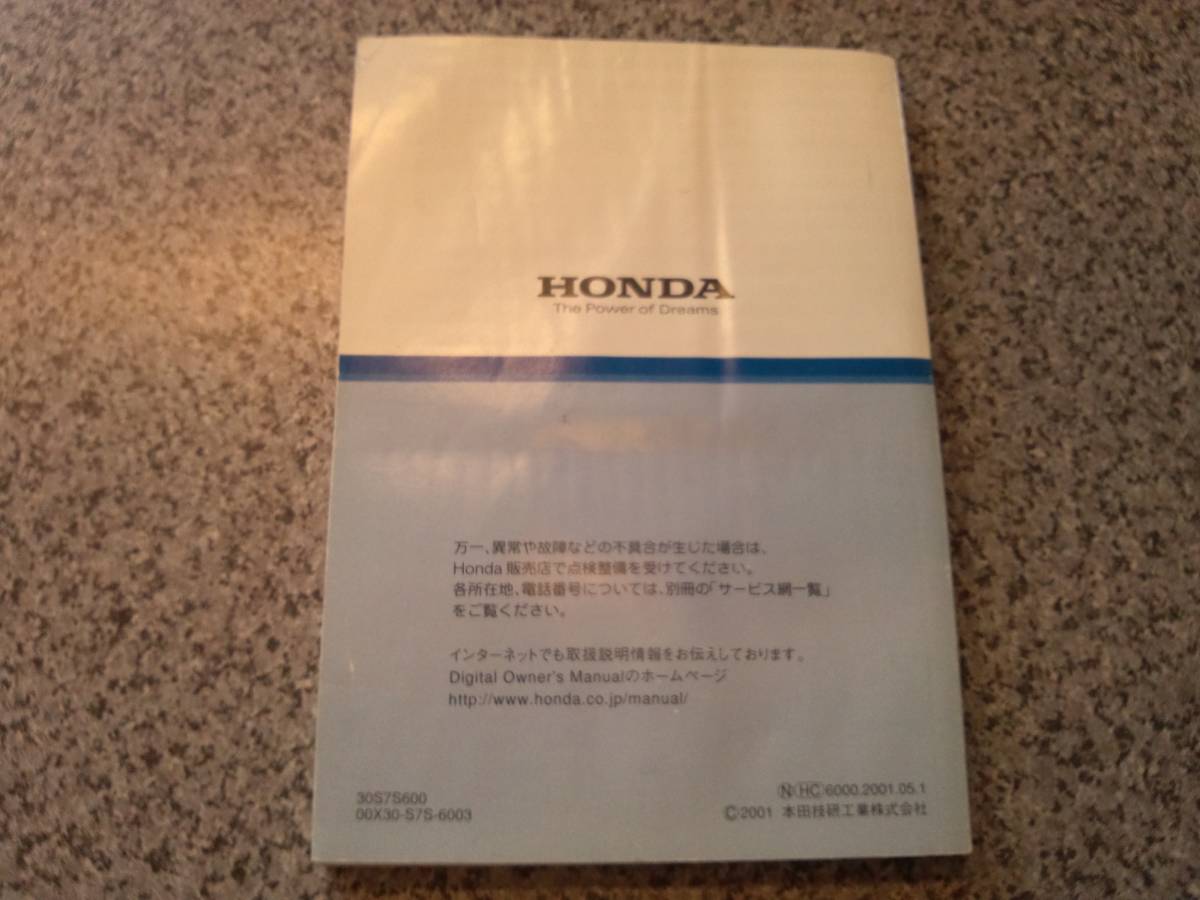 HONDA
The Power of Dreams
万一、異常や故障などの不具合が生じた場合は、
Honda 販売店で点検整備を受けてください。
各所在地、電話番号については、別冊の「サービス網一覧」
をご覧ください。
インターネットでも取扱説明情報をお伝えしております。
Digital Owner's Manualのホームページ
http://www.honda.co.jp/manual/
30S7S600
00X30-S7S-6003
Ⓝ(HC)6000.2001.05.1
©2001 本田技研工業株式会社